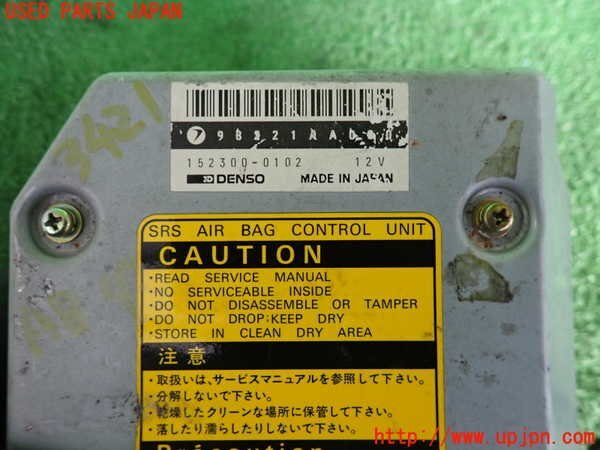 USED PARTS JAPAN
3421
152300-0102 12V
DENSO MADE IN JAPAN
SRS AIR BAG CONTROL UNIT
CAUTION
・READ SERVICE MANUAL
・NO SERVICEABLE INSIDE
・DO NOT DISASSEMBLE OR TAMPER
・DO NOT DROP:KEEP DRY
・STORE IN CLEAN DRY AREA
注意
・取扱いは、サービスマニュアルを参照して下さい。
・分解しないで下さい。
・乾燥したクリーンな場所に保管して下さい。
・落したり濡らしたりしないで下さい。
Précaution
http://www.upjpn.com/